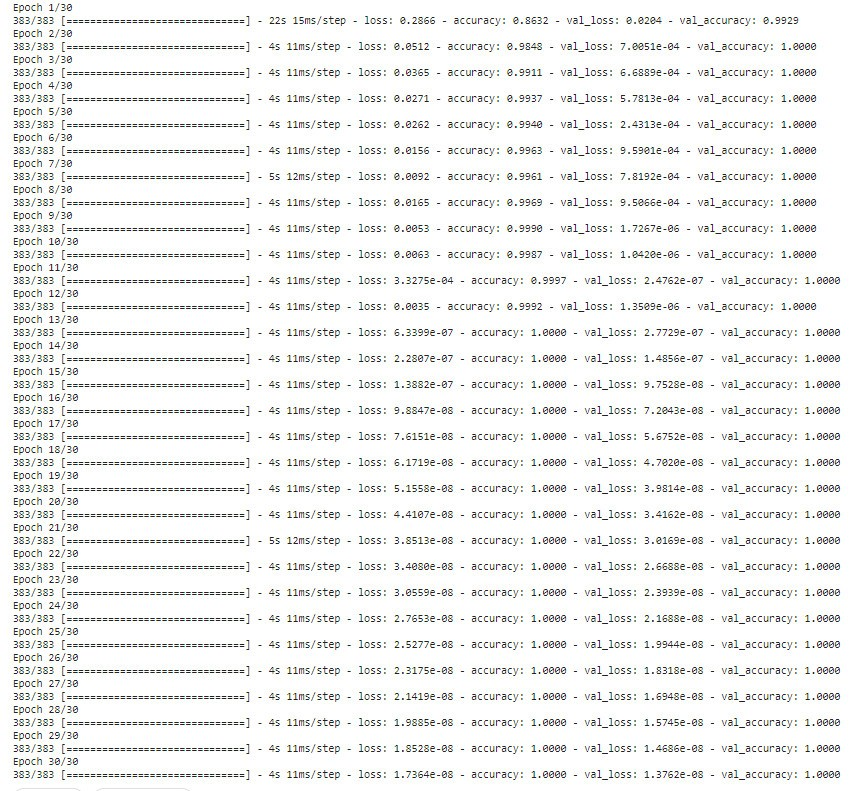 Epoch 1/30
383/383 [==============================] - 22s 15ms/step - loss: 0.2866 - accuracy: 0.8632 - val_loss: 0.0204 - val_accuracy: 0.9929
Epoch 2/30
383/383 [==============================] - 4s 11ms/step - loss: 0.0512 - accuracy: 0.9848 - val_loss: 7.0051e-04 - val_accuracy: 1.0000
Epoch 3/30
383/383 [==============================] - 4s 11ms/step - loss: 0.0365 - accuracy: 0.9911 - val_loss: 6.6889e-04 - val_accuracy: 1.0000
Epoch 4/30
383/383 [==============================] - 4s 11ms/step - loss: 0.0271 - accuracy: 0.9937 - val_loss: 5.7813e-04 - val_accuracy: 1.0000
Epoch 5/30
383/383 [==============================] - 4s 11ms/step - loss: 0.0262 - accuracy: 0.9940 - val_loss: 2.4313e-04 - val_accuracy: 1.0000
Epoch 6/30
383/383 [==============================] - 4s 11ms/step - loss: 0.0156 - accuracy: 0.9963 - val_loss: 9.5901e-04 - val_accuracy: 1.0000
Epoch 7/30
383/383 [==============================] - 5s 12ms/step - loss: 0.0092 - accuracy: 0.9961 - val_loss: 7.8192e-04 - val_accuracy: 1.0000
Epoch 8/30
383/383 [==============================] - 4s 11ms/step - loss: 0.0165 - accuracy: 0.9969 - val_loss: 9.5066e-04 - val_accuracy: 1.0000
Epoch 9/30
383/383 [==============================] - 4s 11ms/step - loss: 0.0053 - accuracy: 0.9990 - val_loss: 1.7267e-06 - val_accuracy: 1.0000
Epoch 10/30
383/383 [==============================] - 4s 11ms/step - loss: 0.0063 - accuracy: 0.9987 - val_loss: 1.0420e-06 - val_accuracy: 1.0000
Epoch 11/30
383/383 [==============================] - 4s 11ms/step - loss: 3.3275e-04 - accuracy: 0.9997 - val_loss: 2.4762e-07 - val_accuracy: 1.0000
Epoch 12/30
383/383 [==============================] - 4s 11ms/step - loss: 0.0035 - accuracy: 0.9992 - val_loss: 1.3509e-06 - val_accuracy: 1.0000
Epoch 13/30
383/383 [==============================] - 4s 11ms/step - loss: 6.3399e-07 - accuracy: 1.0000 - val_loss: 2.7729e-07 - val_accuracy: 1.0000
Epoch 14/30
383/383 [==============================] - 4s 11ms/step - loss: 2.2807e-07 - accuracy: 1.0000 - val_loss: 1.4856e-07 - val_accuracy: 1.0000
Epoch 15/30
383/383 [==============================] - 4s 11ms/step - loss: 1.3882e-07 - accuracy: 1.0000 - val_loss: 9.7528e-08 - val_accuracy: 1.0000
Epoch 16/30
383/383 [==============================] - 4s 11ms/step - loss: 9.8847e-08 - accuracy: 1.0000 - val_loss: 7.2043e-08 - val_accuracy: 1.0000
Epoch 17/30
383/383 [==============================] - 4s 11ms/step - loss: 7.6151e-08 - accuracy: 1.0000 - val_loss: 5.6752e-08 - val_accuracy: 1.0000
Epoch 18/30
383/383 [==============================] - 4s 11ms/step - loss: 6.1719e-08 - accuracy: 1.0000 - val_loss: 4.7020e-08 - val_accuracy: 1.0000
Epoch 19/30
383/383 [==============================] - 4s 11ms/step - loss: 5.1558e-08 - accuracy: 1.0000 - val_loss: 3.9814e-08 - val_accuracy: 1.0000
Epoch 20/30
383/383 [==============================] - 4s 11ms/step - loss: 4.4107e-08 - accuracy: 1.0000 - val_loss: 3.4162e-08 - val_accuracy: 1.0000
Epoch 21/30
383/383 [==============================] - 5s 12ms/step - loss: 3.8513e-08 - accuracy: 1.0000 - val_loss: 3.0169e-08 - val_accuracy: 1.0000
Epoch 22/30
383/383 [==============================] - 4s 11ms/step - loss: 3.4080e-08 - accuracy: 1.0000 - val_loss: 2.6688e-08 - val_accuracy: 1.0000
Epoch 23/30
383/383 [==============================] - 4s 11ms/step - loss: 3.0559e-08 - accuracy: 1.0000 - val_loss: 2.3939e-08 - val_accuracy: 1.0000
Epoch 24/30
383/383 [==============================] - 4s 11ms/step - loss: 2.7653e-08 - accuracy: 1.0000 - val_loss: 2.1688e-08 - val_accuracy: 1.0000
Epoch 25/30
383/383 [==============================] - 4s 11ms/step - loss: 2.5277e-08 - accuracy: 1.0000 - val_loss: 1.9944e-08 - val_accuracy: 1.0000
Epoch 26/30
383/383 [==============================] - 4s 11ms/step - loss: 2.3175e-08 - accuracy: 1.0000 - val_loss: 1.8318e-08 - val_accuracy: 1.0000
Epoch 27/30
383/383 [==============================] - 4s 11ms/step - loss: 2.1419e-08 - accuracy: 1.0000 - val_loss: 1.6948e-08 - val_accuracy: 1.0000
Epoch 28/30
383/383 [==============================] - 4s 11ms/step - loss: 1.9885e-08 - accuracy: 1.0000 - val_loss: 1.5745e-08 - val_accuracy: 1.0000
Epoch 29/30
383/383 [==============================] - 4s 11ms/step - loss: 1.8528e-08 - accuracy: 1.0000 - val_loss: 1.4686e-08 - val_accuracy: 1.0000
Epoch 30/30
383/383 [==============================] - 4s 11ms/step - loss: 1.7364e-08 - accuracy: 1.0000 - val_loss: 1.3762e-08 - val_accuracy: 1.0000